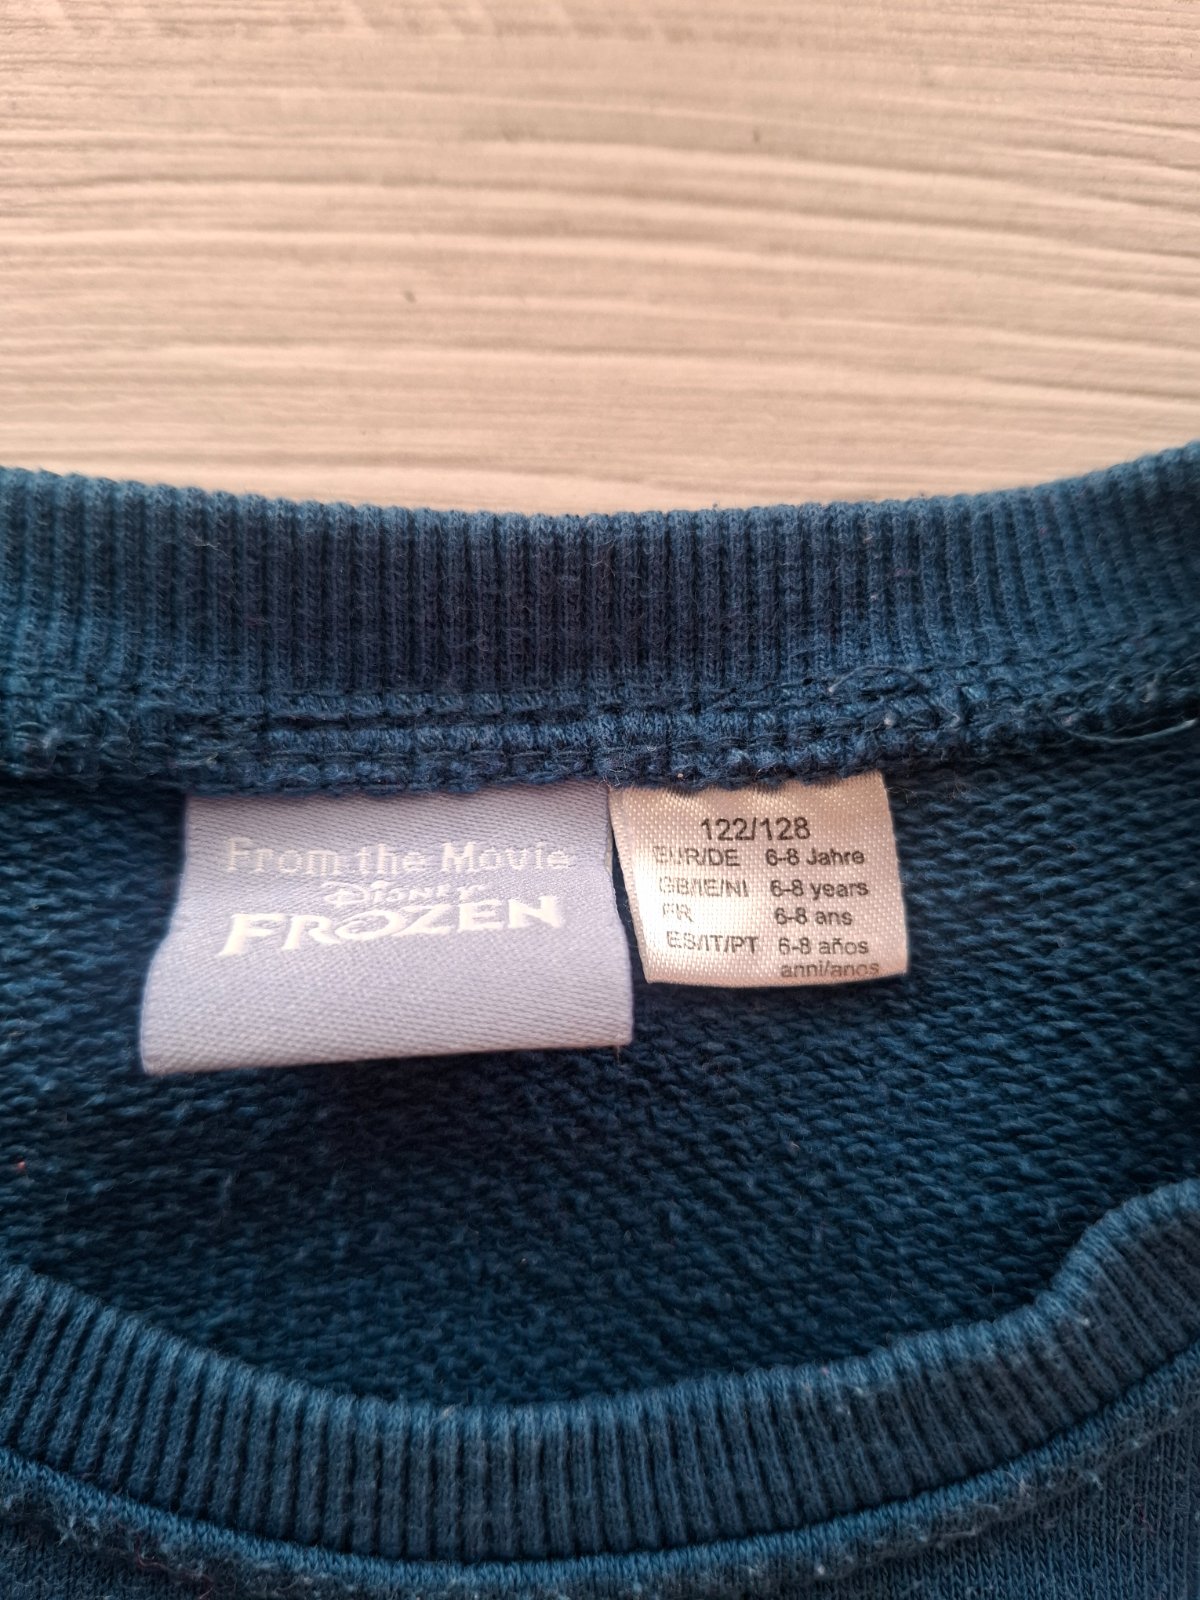 From the Movie
Disney
FROZEN
122/128
EUR/DE 6-8 Jahre
GB/IE/NI 6-8 years
FR 6-8 ans
ES/IT/PT 6-8 años
anni/anos